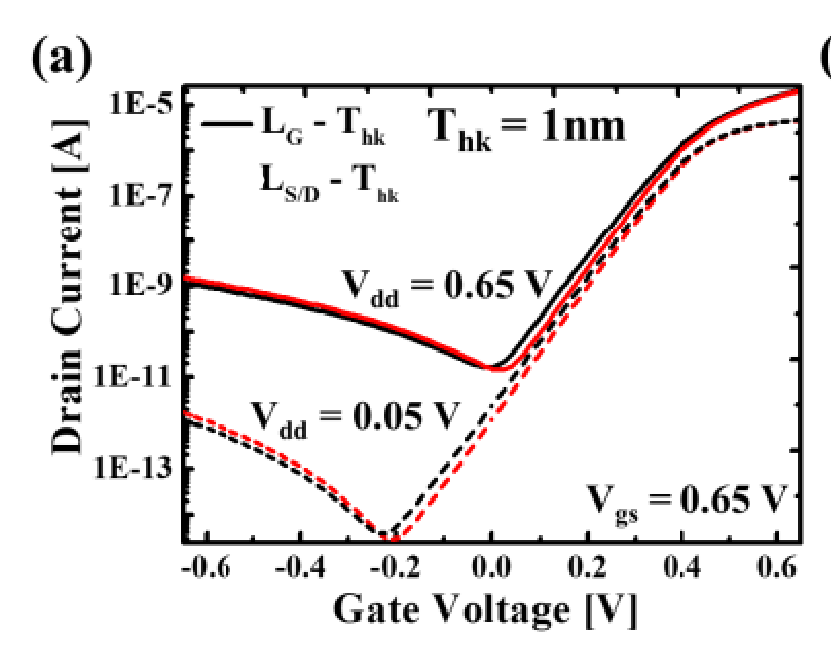 (a)
1E-5
1E-7
1E-9
1E-11
1E-13
Drain Current [A]
L_G - T_hk
T_hk = 1nm
L_S/D - T_hk
V_dd = 0.65 V
V_dd = 0.05 V
V_gs = 0.65 V
-0.6 -0.4 -0.2 0.0 0.2 0.4 0.6
Gate Voltage [V]